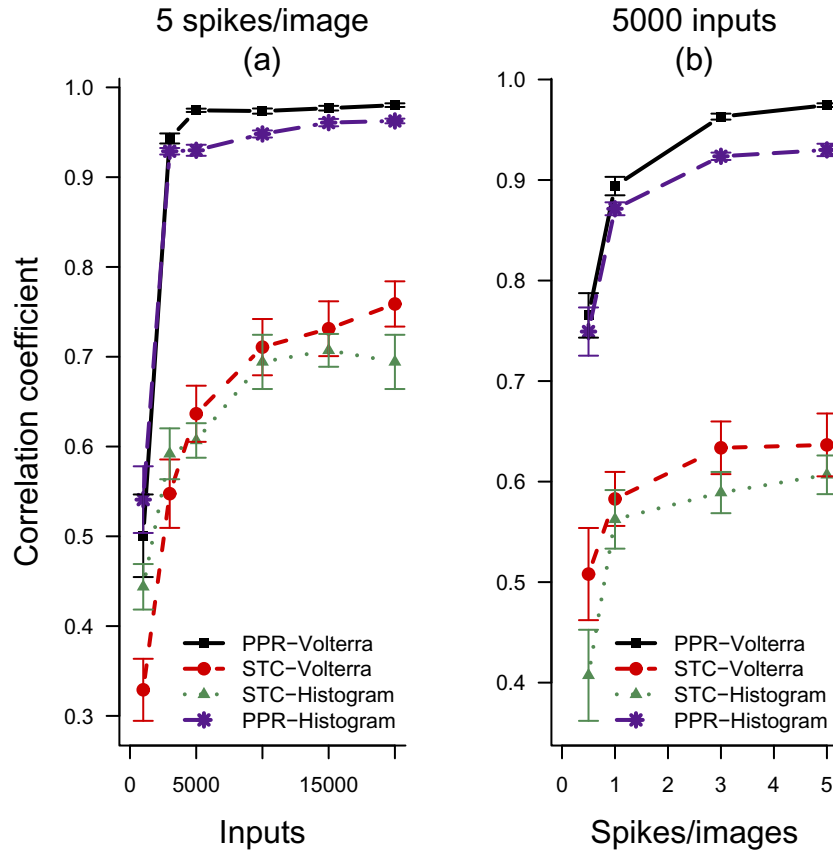 5 spikes/image
(a)
1.0
0.9
0.8
0.7
0.6
0.5
0.4
0.3
Correlation coefficient
PPR−Volterra
STC−Volterra
STC−Histogram
PPR−Histogram
0 5000 15000
Inputs
5000 inputs
(b)
1.0
0.9
0.8
0.7
0.6
0.5
0.4
PPR−Volterra
STC−Volterra
STC−Histogram
PPR−Histogram
0 1 2 3 4 5
Spikes/images